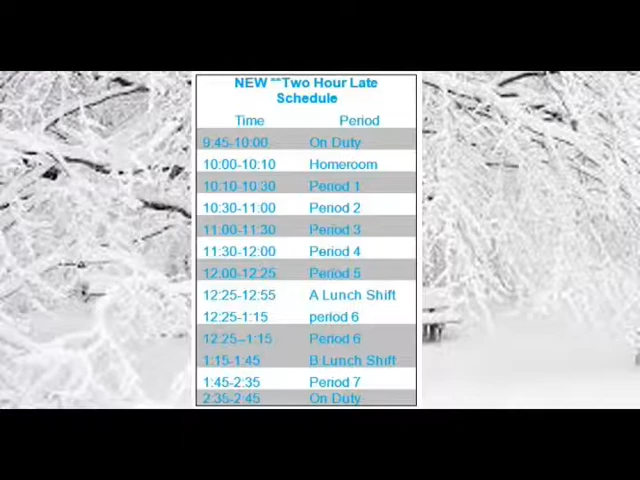 NEW **Two Hour Late
Schedule
Time Period
9:45-10:00 On Duty
10:00-10:10 Homeroom
10:10-10:30 Period 1
10:30-11:00 Period 2
11:00-11:30 Period 3
11:30-12:00 Period 4
12:00-12:25 Period 5
12:25-12:55 A Lunch Shift
12:25-1:15 period 6
12:25--1:15 Period 6
1:15-1:45 B Lunch Shift
1:45-2:35 Period 7
2:35-2:45 On Duty